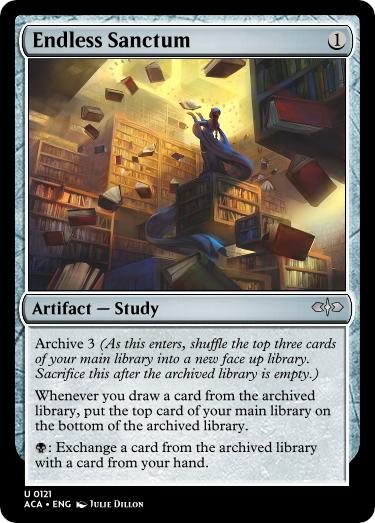 Endless Sanctum
1
Artifact — Study
Archive 3 (As this enters, shuffle the top three cards
of your main library into a new face up library.
Sacrifice this after the archived library is empty.)
Whenever you draw a card from the archived
library, put the top card of your main library on
the bottom of the archived library.
: Exchange a card from the archived library
with a card from your hand.
U 0121
ACA • ENG Julie Dillon